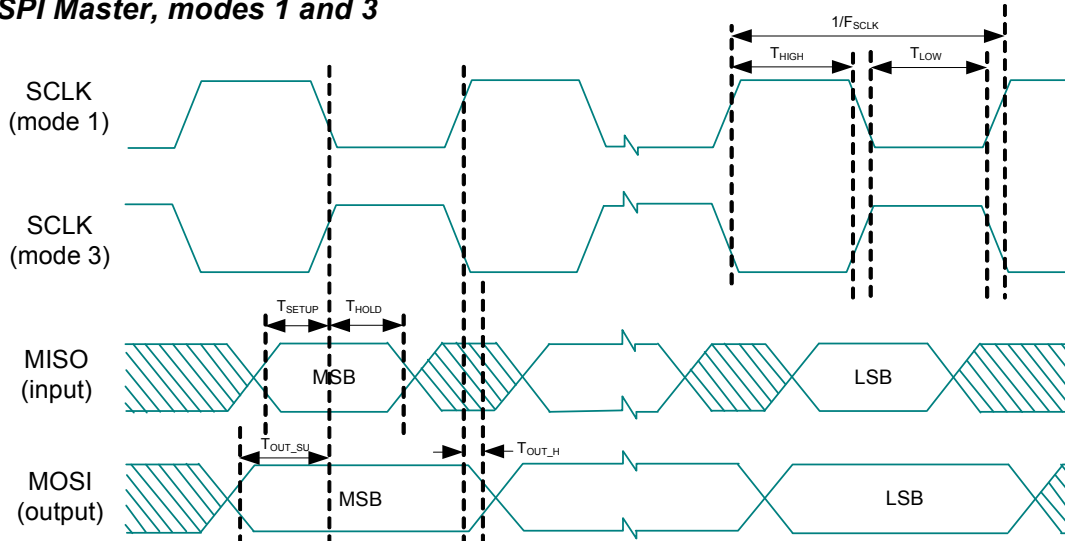 SPI Master, modes 1 and 3
1/FSCLK
THIGH
TLOW
SCLK
(mode 1)
SCLK
(mode 3)
TSETUP
THOLD
MISO
(input)
MSB
LSB
TOUT_SU
TOUT_H
MOSI
(output)
MSB
LSB